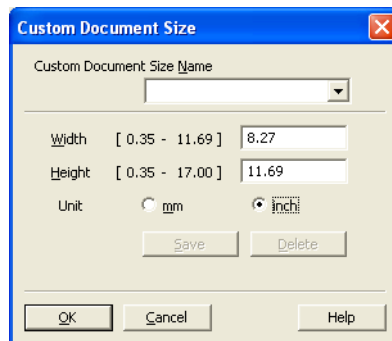 Custom Document Size
Custom Document Size Name
Width [ 0.35 - 11.69 ] 8.27
Height [ 0.35 - 17.00 ] 11.69
Unit mm inch
Save Delete
OK Cancel Help